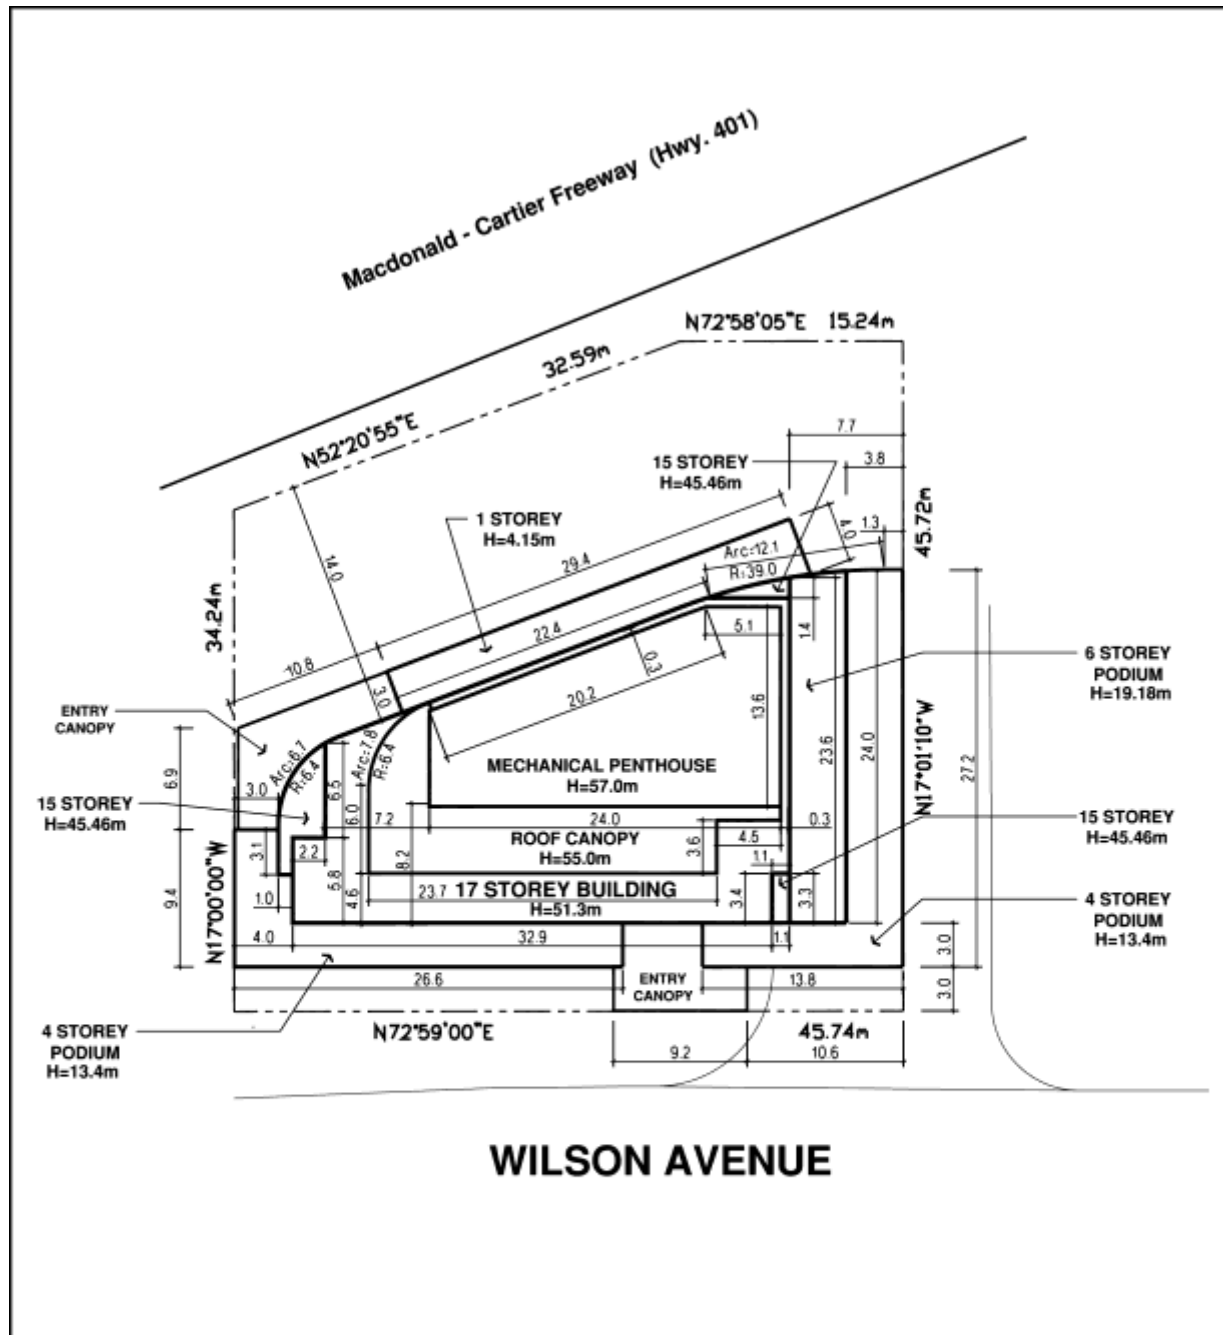 Macdonald - Cartier Freeway (Hwy. 401)
N72°58'05"E 15.24m
32.59m
N52°20'55"E
7.7
3.8
15 STOREY
H=45.46m
1 STOREY
H=4.15m
45.72m
1.3
4.0
Arc=12.1
R=39.0
29.4
14.0
34.24m
22.4
1.4
5.1
10.8
0.3
3.0
20.2
6 STOREY
PODIUM
H=19.18m
ENTRY
CANOPY
13.6
23.6
24.0
N17°01'10"W
27.2
Arc=6.7
R=6.4
Arc=7.8
R=6.4
MECHANICAL PENTHOUSE
H=57.0m
6.9
3.0
6.5
6.0
15 STOREY
H=45.46m
7.2
24.0
0.3
15 STOREY
H=45.46m
ROOF CANOPY
H=55.0m
3.6
4.5
3.1
2.2
8.2
1.1
N17°00'00"W
9.4
1.0
5.8
4.6
23.7
17 STOREY BUILDING
H=51.3m
3.4
3.3
4 STOREY
PODIUM
H=13.4m
4.0
32.9
1.1
3.0
26.6
ENTRY
CANOPY
13.8
3.0
4 STOREY
PODIUM
H=13.4m
N72°59'00"E
45.74m
9.2
10.6
WILSON AVENUE